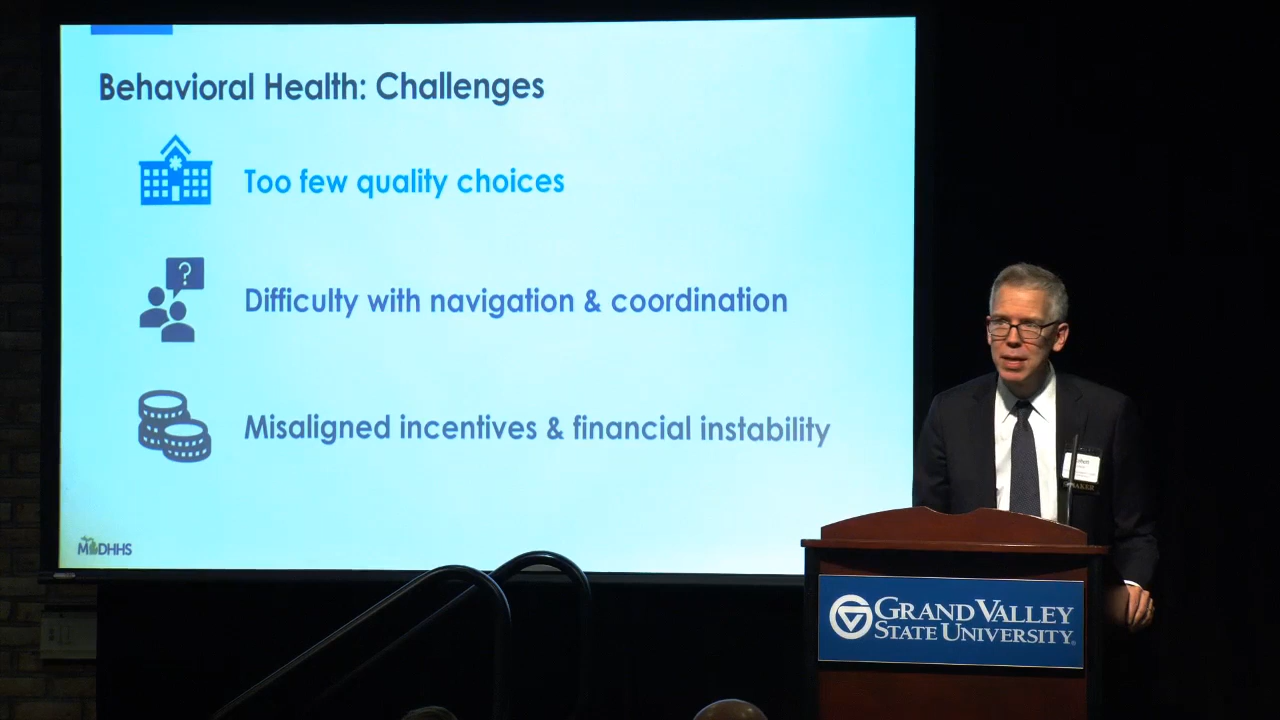 Behavioral Health: Challenges
Too few quality choices
?
Difficulty with navigation & coordination
Misaligned incentives & financial instability
MDHHS
GRAND VALLEY
STATE UNIVERSITY